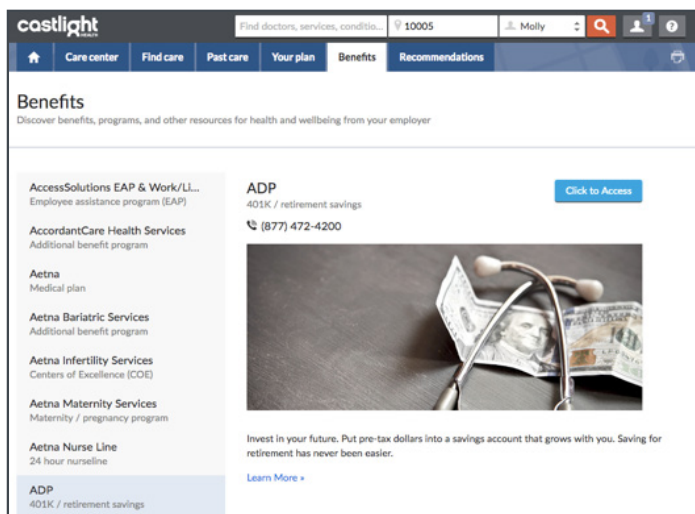 castlight
HEALTH
Find doctors, services, conditio...
10005
Molly
1
?
Care center
Find care
Past care
Your plan
Benefits
Recommendations
Benefits
Discover benefits, programs, and other resources for health and wellbeing from your employer
AccessSolutions EAP & Work/Li...
Employee assistance program (EAP)
AccordantCare Health Services
Additional benefit program
Aetna
Medical plan
Aetna Bariatric Services
Additional benefit program
Aetna Infertility Services
Centers of Excellence (COE)
Aetna Maternity Services
Maternity / pregnancy program
Aetna Nurse Line
24 hour nurseline
ADP
401K / retirement savings
ADP
401K / retirement savings
(877) 472-4200
Click to Access
Invest in your future. Put pre-tax dollars into a savings account that grows with you. Saving for
retirement has never been easier.
Learn More »